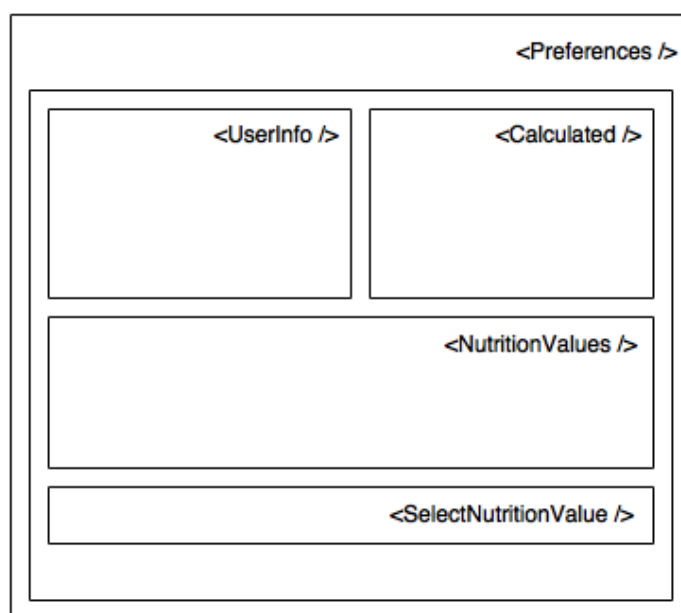 <Preferences />
<UserInfo />
<Calculated />
<NutritionValues />
<SelectNutritionValue />